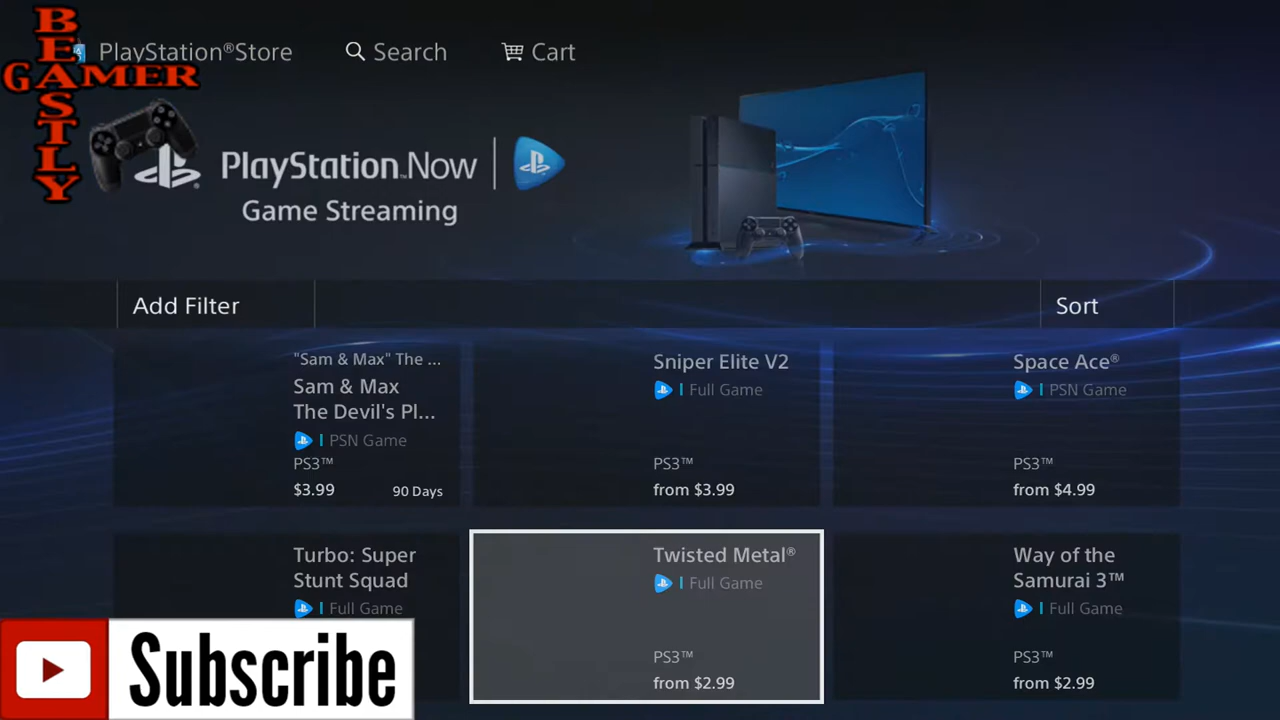 BEASTLY
GAMER
PlayStation®Store
Search
Cart
PlayStation™Now
Game Streaming
Add Filter
Sort
"Sam & Max" The ...
Sam & Max
The Devil's Pl...
PSN Game
PS3™
$3.99
90 Days
Sniper Elite V2
Full Game
PS3™
from $3.99
Space Ace®
PSN Game
PS3™
from $4.99
Turbo: Super
Stunt Squad
Full Game
Twisted Metal®
Full Game
PS3™
from $2.99
Way of the
Samurai 3™
Full Game
PS3™
from $2.99
Subscribe